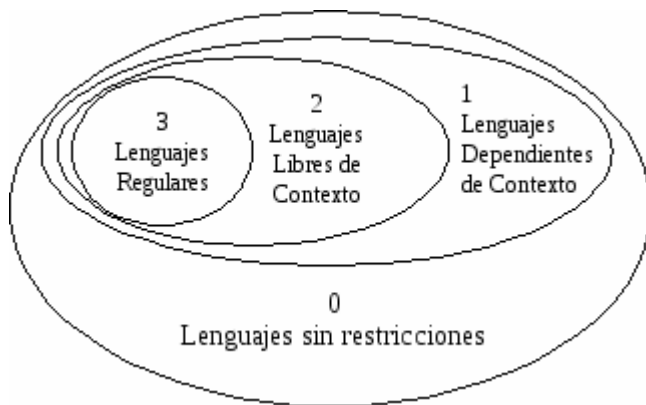 3
Lenguajes
Regulares
2
Lenguajes
Libres de
Contexto
1
Lenguajes
Dependientes
de Contexto
0
Lenguajes sin restricciones